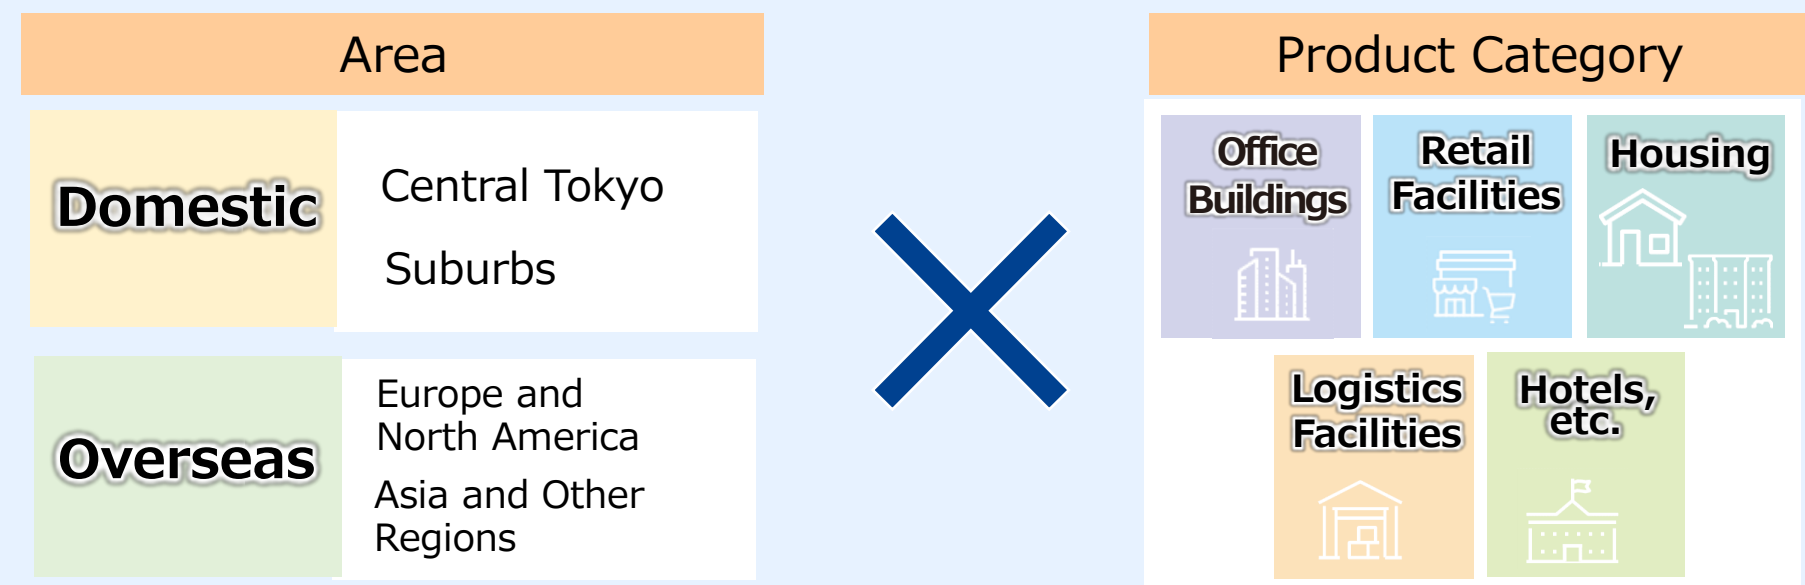 Area
Domestic
Central Tokyo
Suburbs
Overseas
Europe and
North America
Asia and Other
Regions
Product Category
Office
Buildings
Retail
Facilities
Housing
Logistics
Facilities
Hotels,
etc.